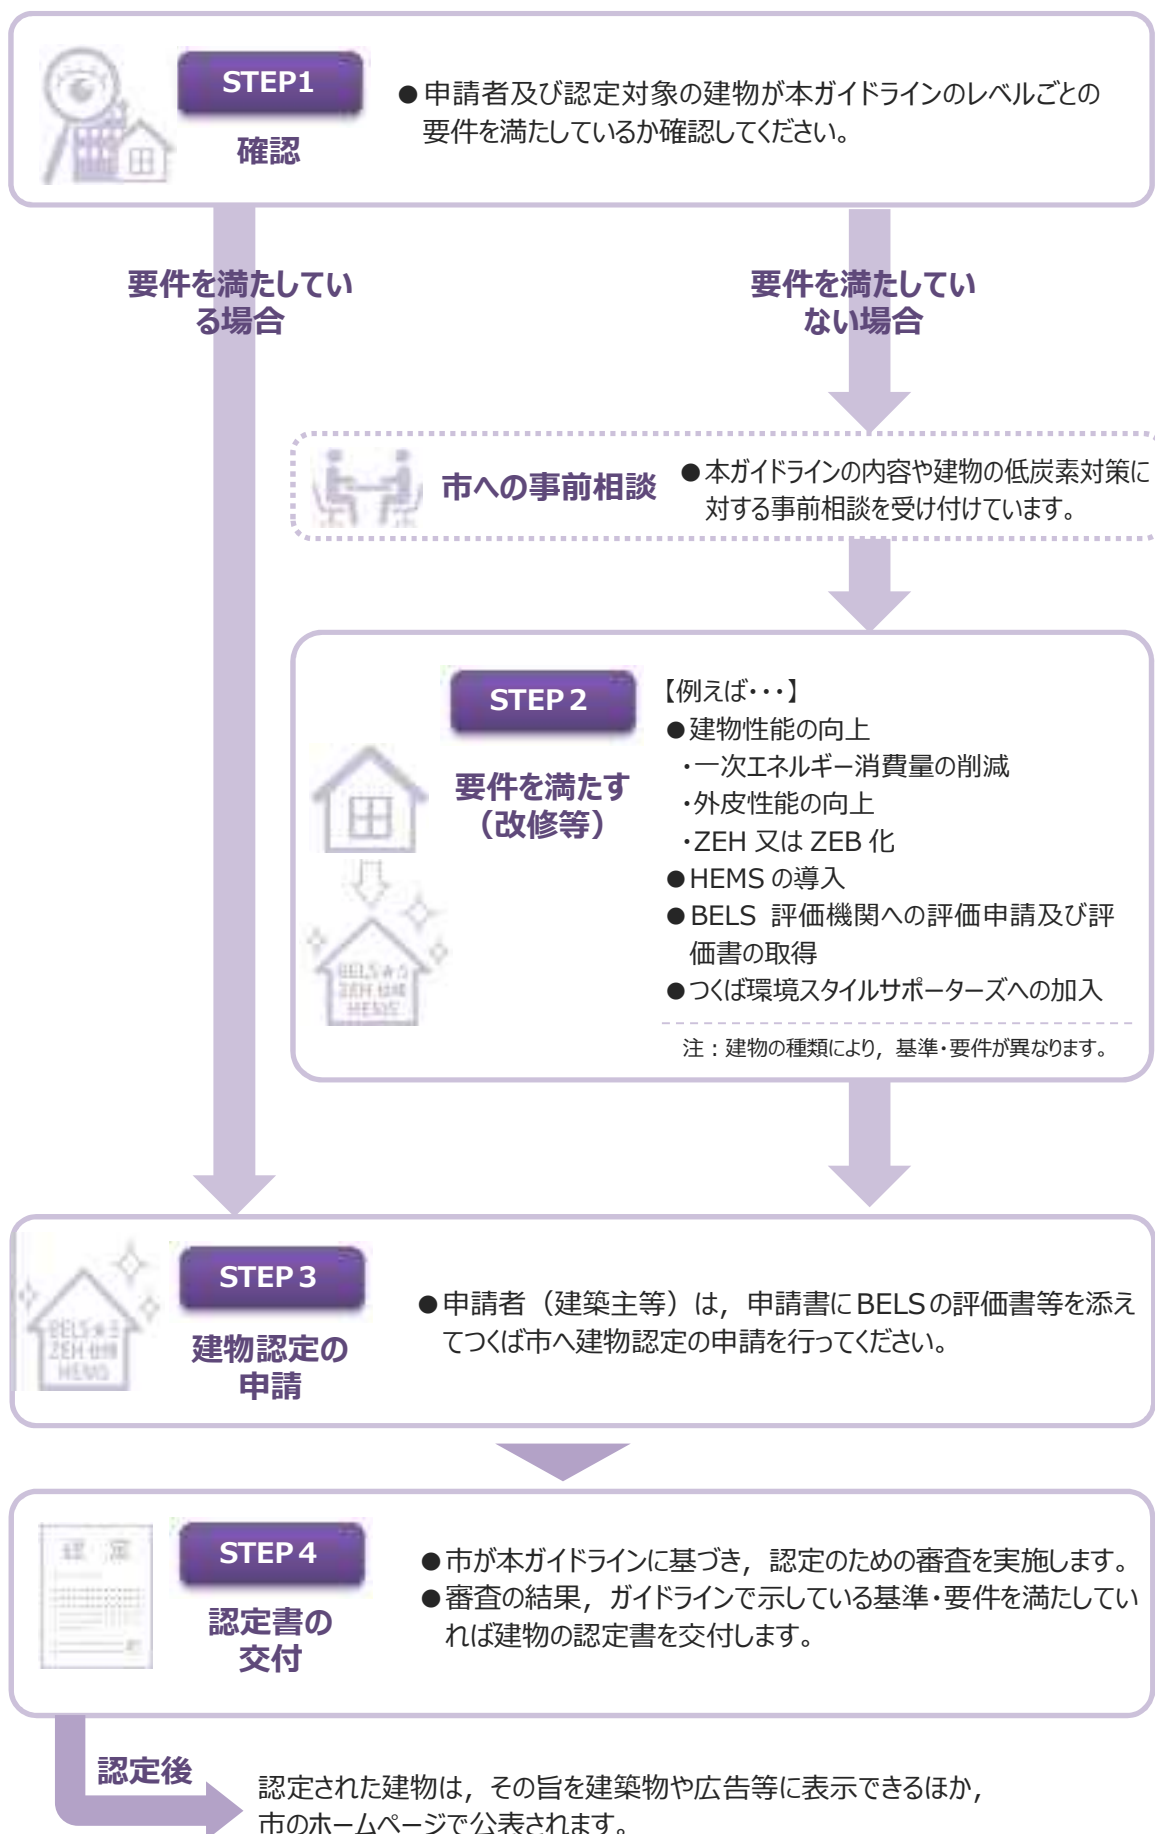 STEP1
確認
●申請者及び認定対象の建物が本ガイドラインのレベルごとの
要件を満たしているか確認してください。
要件を満たしてい
る場合
要件を満たしてい
ない場合
市への事前相談
●本ガイドラインの内容や建物の低炭素対策に
対する事前相談を受け付けています。
STEP２
要件を満たす
（改修等）
【例えば・・・】
●建物性能の向上
・一次エネルギー消費量の削減
・外皮性能の向上
・ZEH 又は ZEB 化
●HEMS の導入
●BELS 評価機関への評価申請及び評
価書の取得
●つくば環境スタイルサポーターズへの加入
注：建物の種類により，基準・要件が異なります。
BELS★5
ZEH 仕様
HEMS
STEP３
建物認定の
申請
●申請者（建築主等）は，申請書にBELSの評価書等を添え
てつくば市へ建物認定の申請を行ってください。
BELS★5
ZEH 仕様
HEMS
STEP４
認定書の
交付
●市が本ガイドラインに基づき，認定のための審査を実施します。
●審査の結果，ガイドラインで示している基準・要件を満たしてい
れば建物の認定書を交付します。
認定後
認定された建物は，その旨を建築物や広告等に表示できるほか，
市のホームページで公表されます。